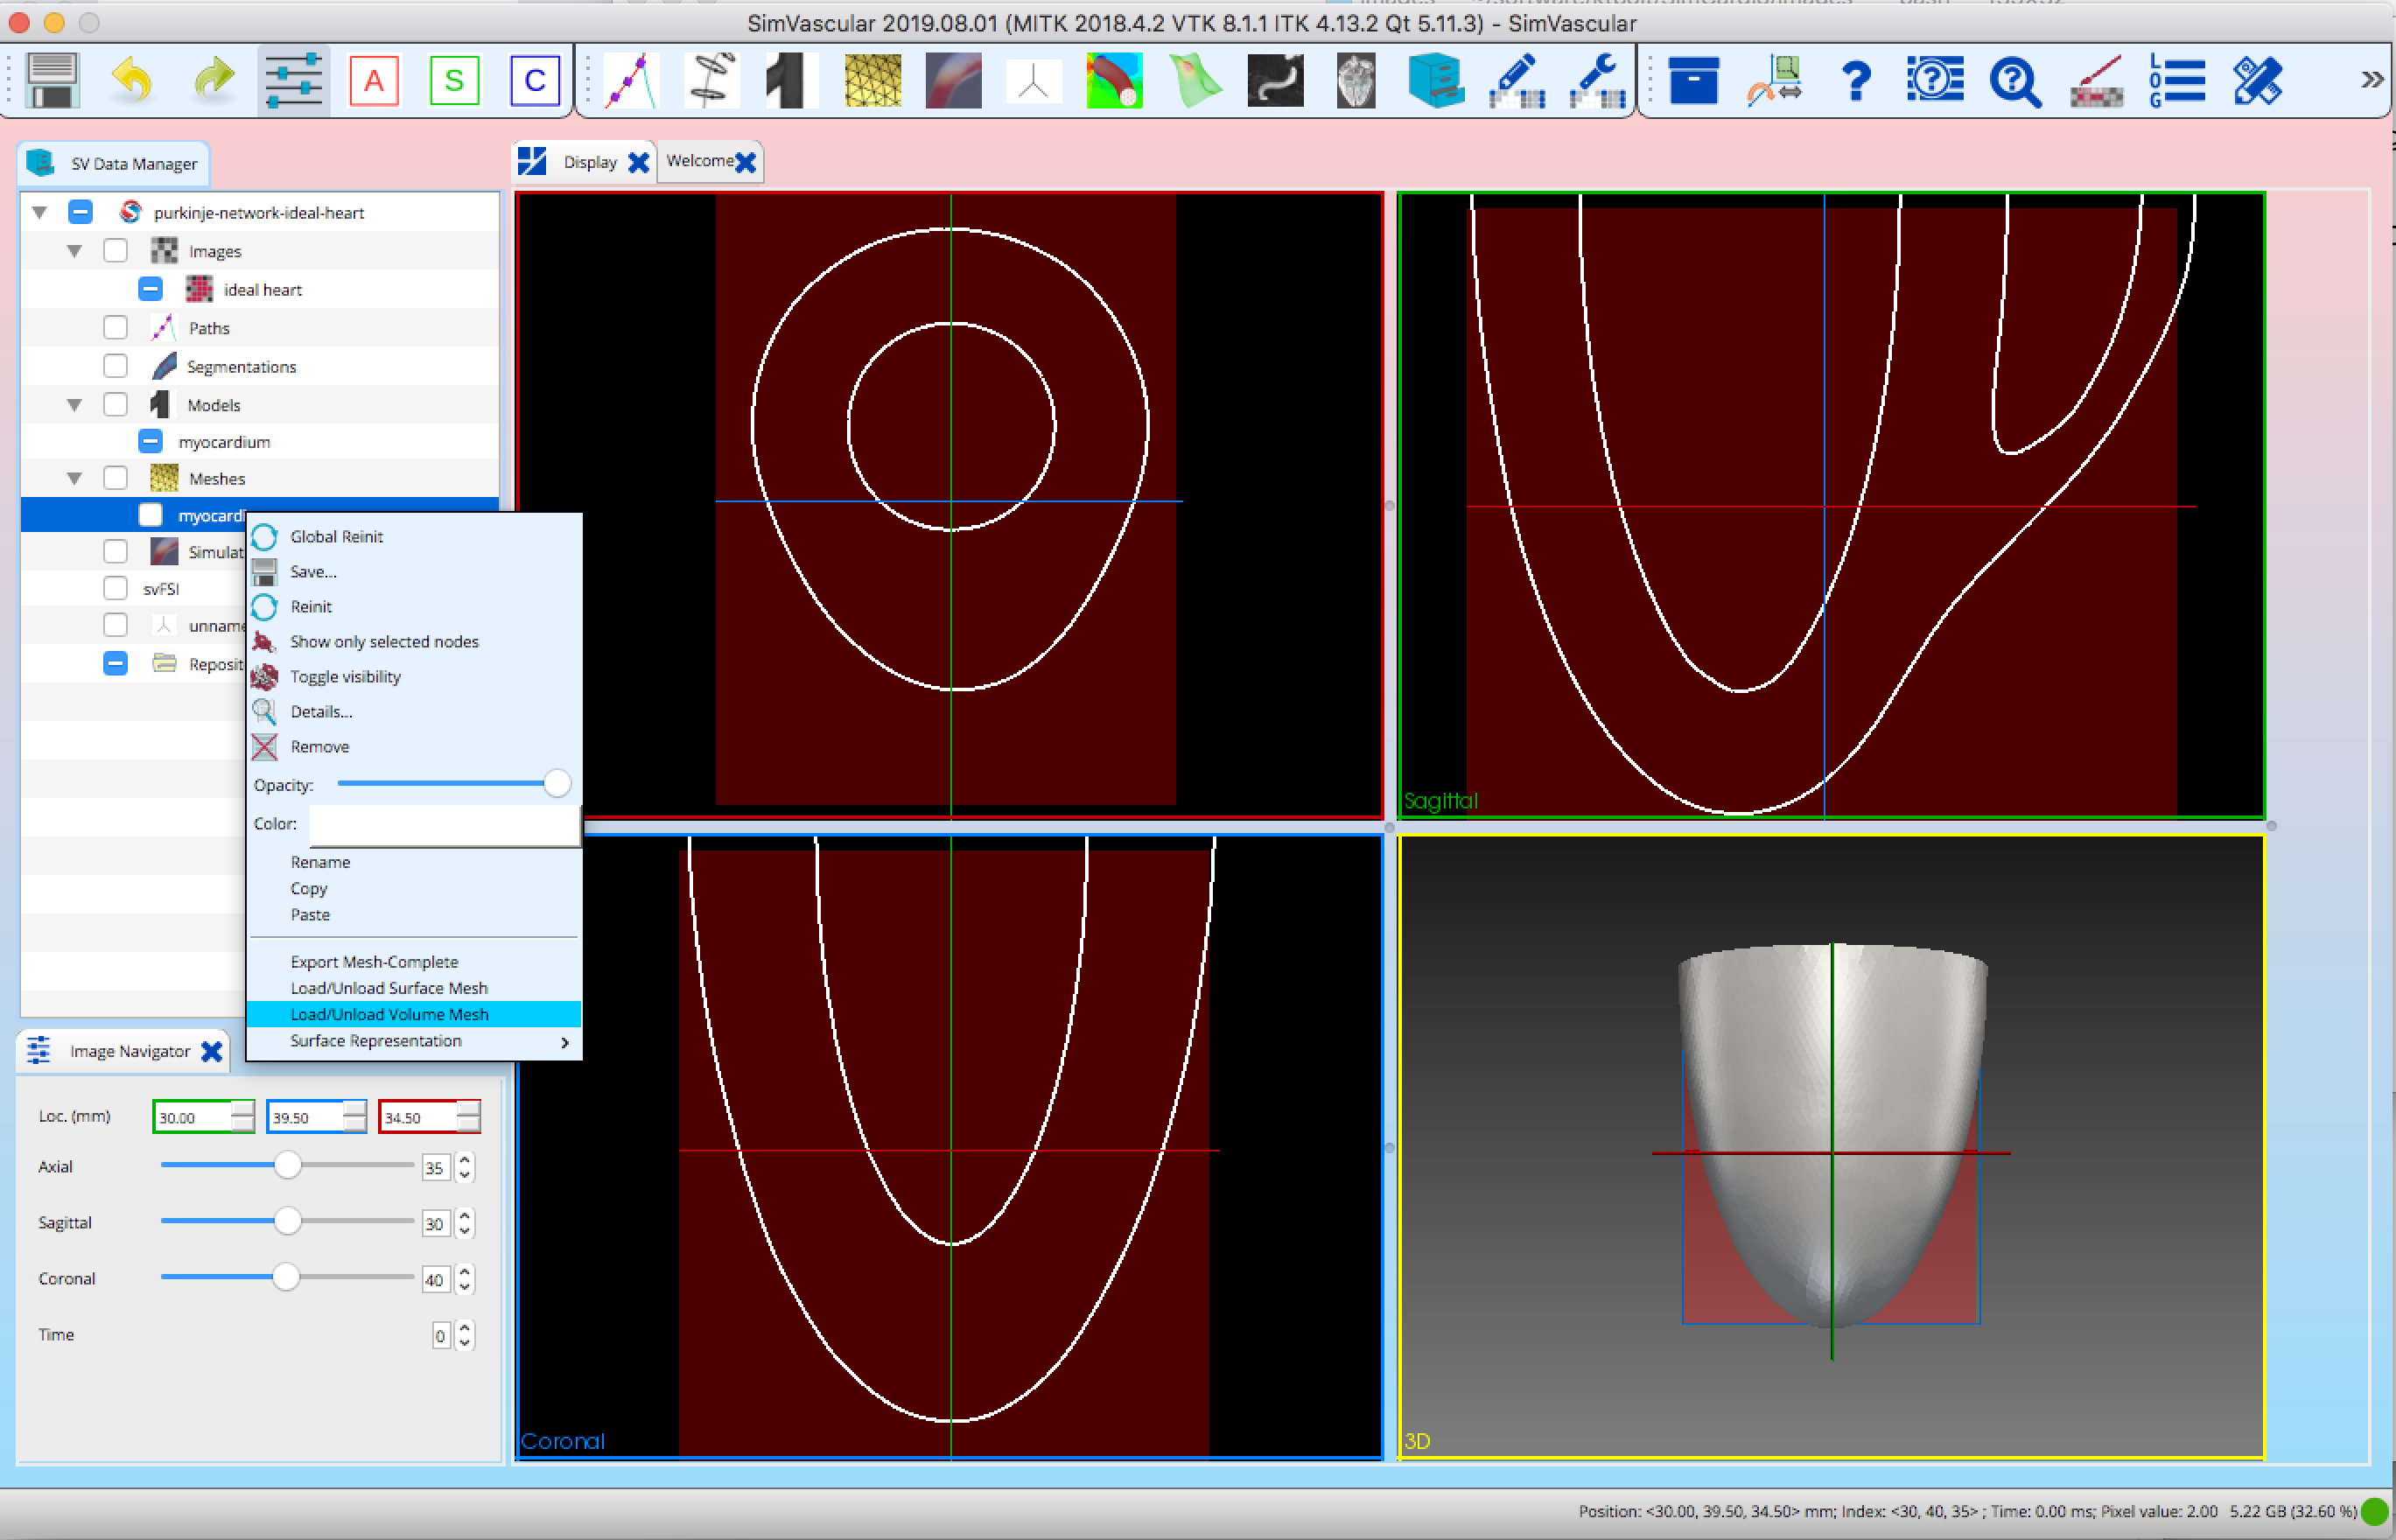 SimVascular 2019.08.01 (MITK 2018.4.2 VTK 8.1.1 ITK 4.13.2 Qt 5.11.3) - SimVascular
A S C
LOG
SV Data Manager
Display
Welcome
purkinje-network-ideal-heart
Images
ideal heart
Paths
Segmentations
Models
myocardium
Meshes
myocardi
Simulat
svFSI
unname
Reposit
Global Reinit
Save...
Reinit
Show only selected nodes
Toggle visibility
Details...
Remove
Opacity:
Color:
Rename
Copy
Paste
Export Mesh-Complete
Load/Unload Surface Mesh
Load/Unload Volume Mesh
Surface Representation
Sagittal
Coronal
3D
Image Navigator
Loc. (mm) 30.00 39.50 34.50
Axial 35
Sagittal 30
Coronal 40
Time 0
Position: <30.00, 39.50, 34.50> mm; Index: <30, 40, 35> ; Time: 0.00 ms; Pixel value: 2.00 5.22 GB (32.60 %)